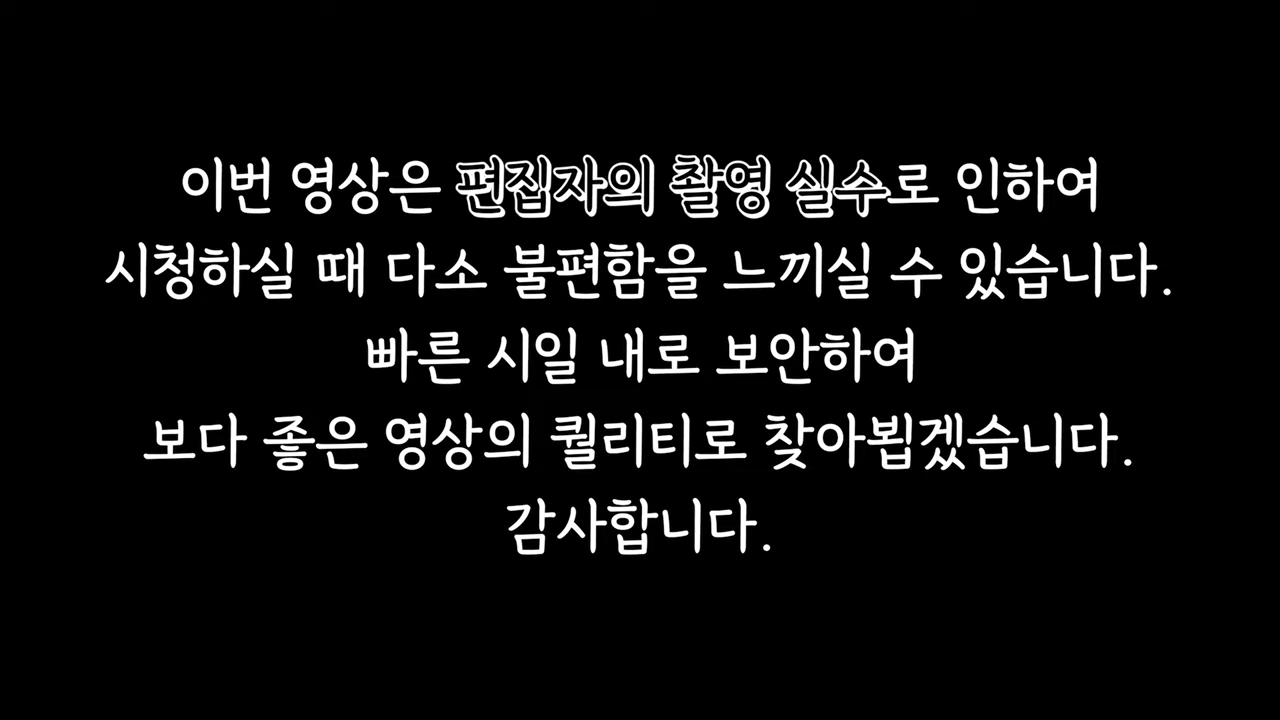 이번 영상은 편집자의 촬영 실수로 인하여
시청하실 때 다소 불편함을 느끼실 수 있습니다.
빠른 시일 내로 보안하여
보다 좋은 영상의 퀄리티로 찾아뵙겠습니다.
감사합니다.